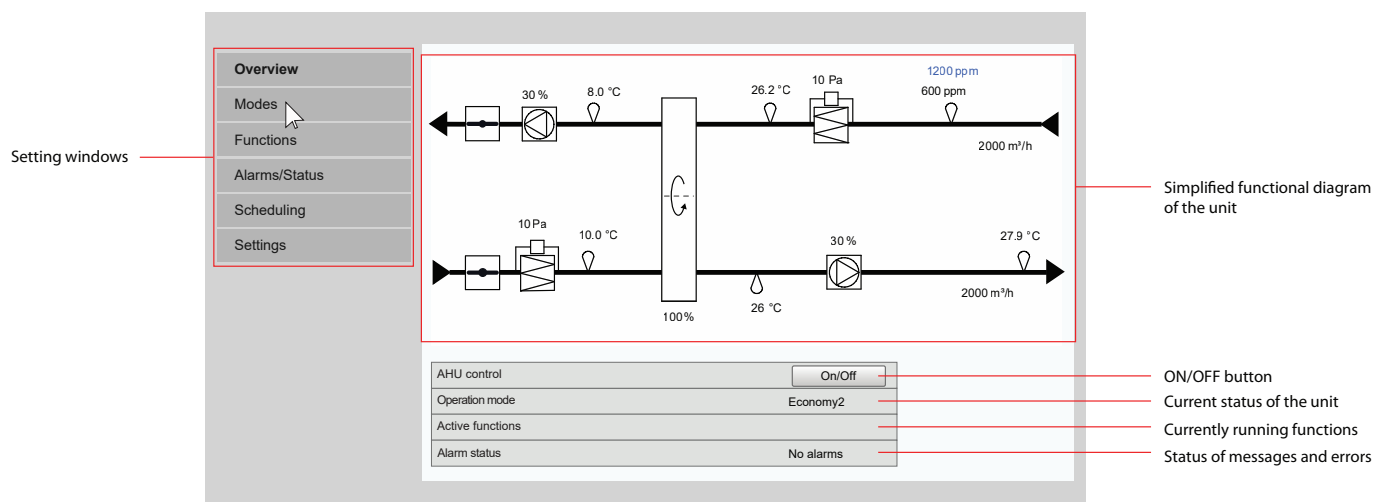 Setting windows
Overview
Modes
Functions
Alarms/Status
Scheduling
Settings
30 %
8.0 °C
26.2 °C
10 Pa
1200 ppm
600 ppm
2000 m³/h
10 Pa
10.0 °C
100%
26 °C
30 %
27.9 °C
2000 m³/h
Simplified functional diagram
of the unit
AHU control
On/Off
ON/OFF button
Operation mode
Economy2
Current status of the unit
Active functions
Currently running functions
Alarm status
No alarms
Status of messages and errors